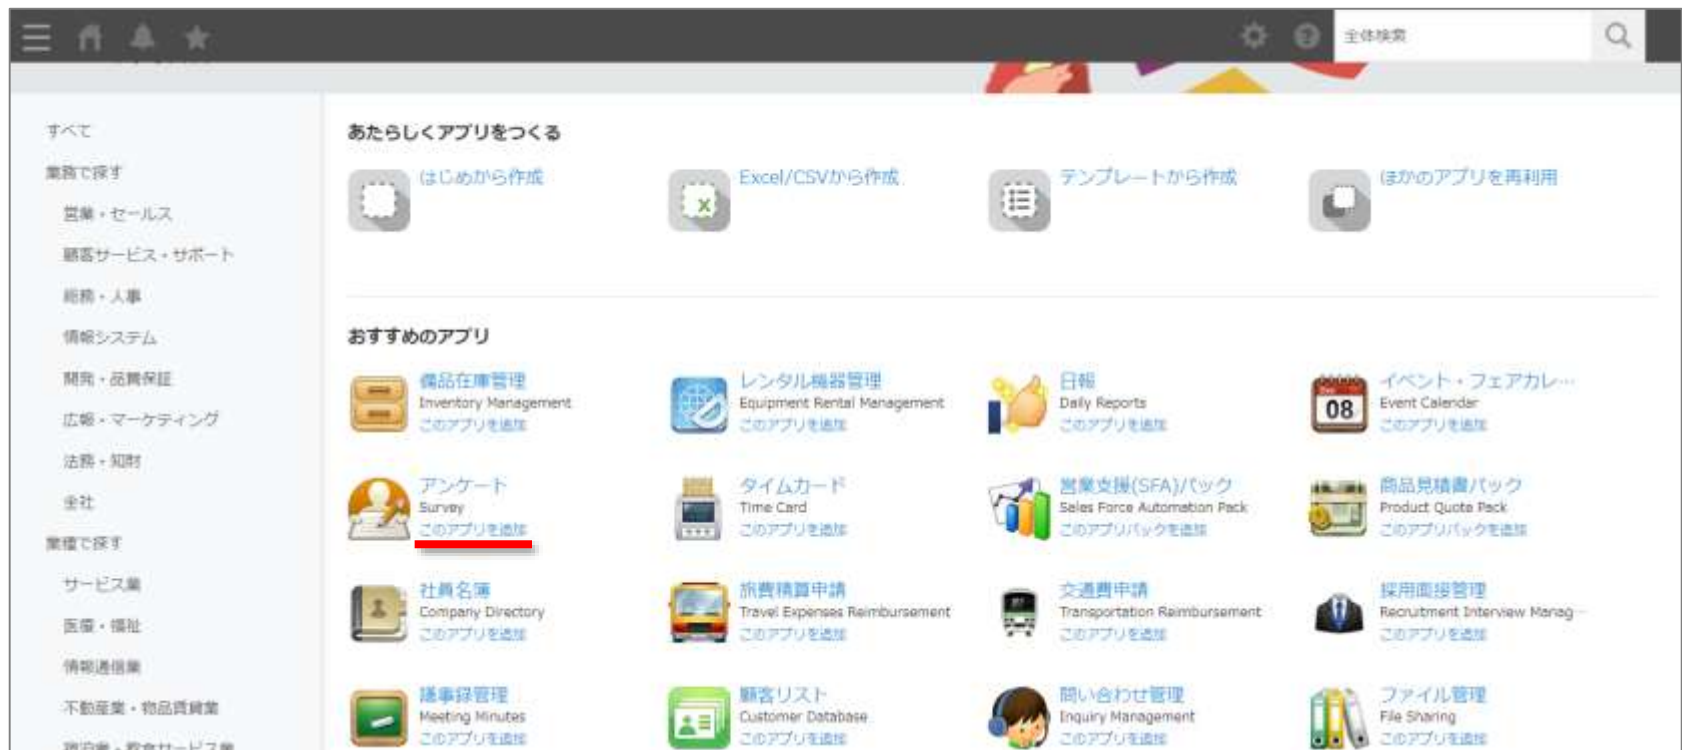 全体検索
すべて
業務で探す
営業・セールス
顧客サービス・サポート
総務・人事
情報システム
開発・品質保証
広報・マーケティング
法務・知財
全社
業種で探す
サービス業
医療・福祉
情報通信業
不動産業・物品賃貸業
宿泊業・飲食サービス業
あたらしくアプリをつくる
はじめから作成
Excel/CSVから作成
テンプレートから作成
ほかのアプリを再利用
おすすめのアプリ
備品在庫管理
Inventory Management
このアプリを追加
レンタル機器管理
Equipment Rental Management
このアプリを追加
日報
Daily Reports
このアプリを追加
08
イベント・フェアカレ…
Event Calendar
このアプリを追加
アンケート
Survey
このアプリを追加
タイムカード
Time Card
このアプリを追加
営業支援(SFA)パック
Sales Force Automation Pack
このアプリパックを追加
商品見積書パック
Product Quote Pack
このアプリパックを追加
社員名簿
Company Directory
このアプリを追加
旅費精算申請
Travel Expenses Reimbursement
このアプリを追加
交通費申請
Transportation Reimbursement
このアプリを追加
採用面接管理
Recruitment Interview Manag…
このアプリを追加
議事録管理
Meeting Minutes
このアプリを追加
顧客リスト
Customer Database
このアプリを追加
問い合わせ管理
Inquiry Management
このアプリを追加
ファイル管理
File Sharing
このアプリを追加